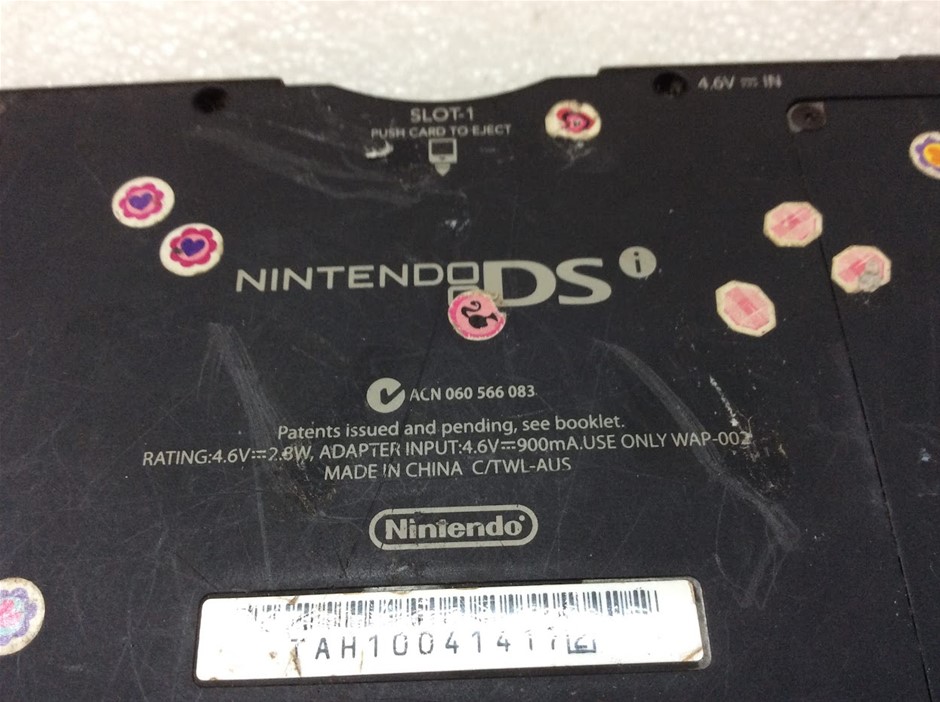 SLOT-1
PUSH CARD TO EJECT
4.6V ⎓ IN
NINTENDO DSi
ACN 060 566 083
Patents issued and pending, see booklet.
RATING:4.6V⎓2.3W, ADAPTER INPUT:4.6V⎓900mA.USE ONLY WAP-002
MADE IN CHINA C/TWL-AUS
Nintendo
TAH100414172